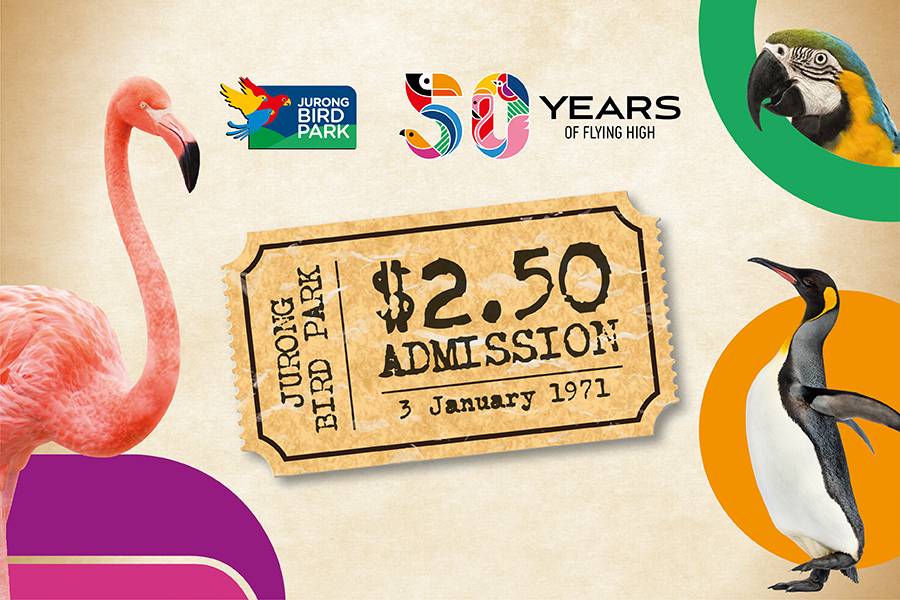 JURONG
BIRD
PARK
50 YEARS
OF FLYING HIGH
JURONG
BIRD PARK
$2.50
ADMISSION
3 January 1971